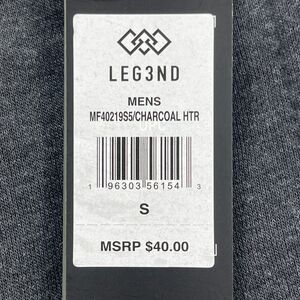 LEG3ND
MENS
MF40219S5/CHARCOAL HTR
1 96303 56154 3
S
MSRP $40.00